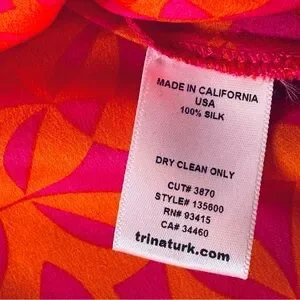 MADE IN CALIFORNIA
USA
100% SILK
DRY CLEAN ONLY
CUT# 3870
STYLE# 135600
RN# 93415
CA# 34460
trinaturk.com